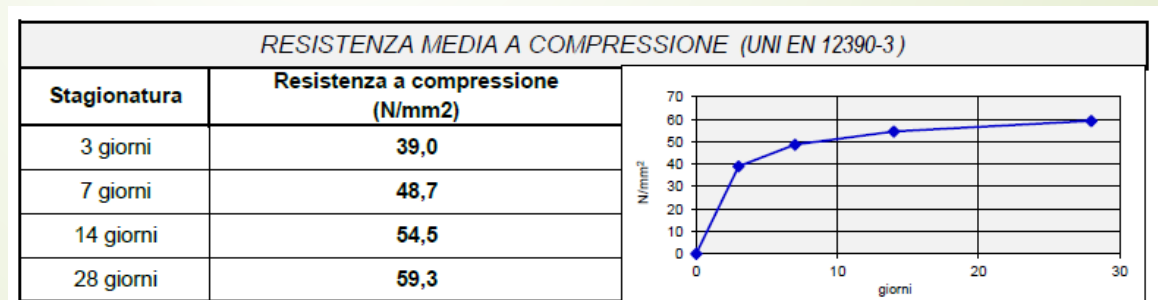 RESISTENZA MEDIA A COMPRESSIONE (UNI EN 12390-3 )
Stagionatura
Resistenza a compressione
(N/mm2)
3 giorni
39,0
7 giorni
48,7
14 giorni
54,5
28 giorni
59,3
70
60
50
40
30
20
10
0
N/mm²
0
10
20
30
giorni